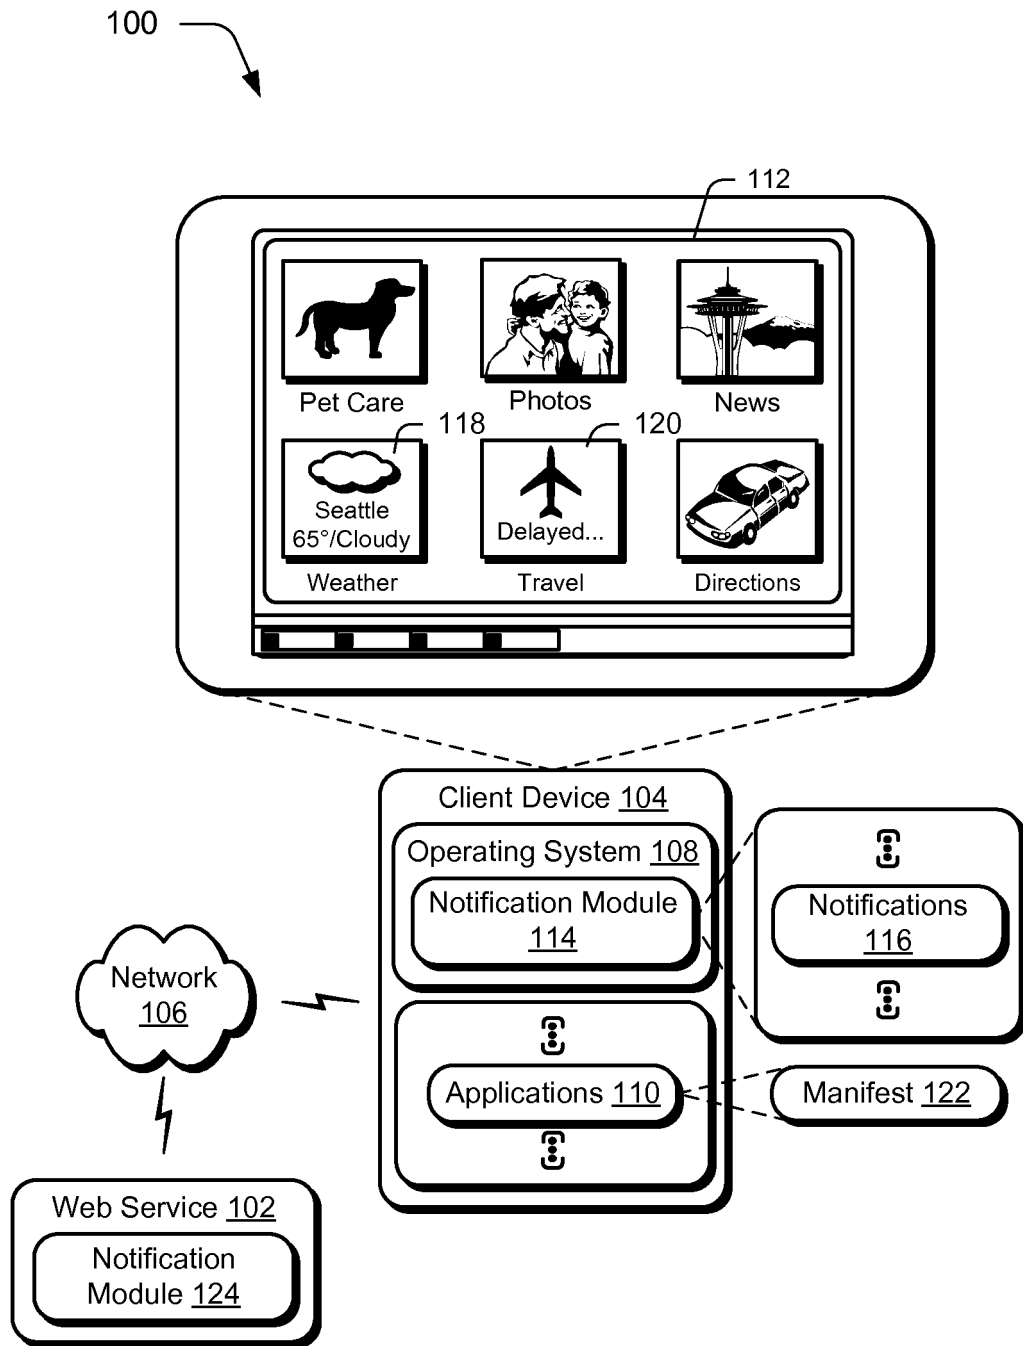 100
112
Pet Care
Photos
News
118
120
Seattle
65°/Cloudy
Delayed...
Weather
Travel
Directions
Client Device 104
Operating System 108
Notification Module
114
Notifications
116
Network
106
Applications 110
Manifest 122
Web Service 102
Notification
Module 124